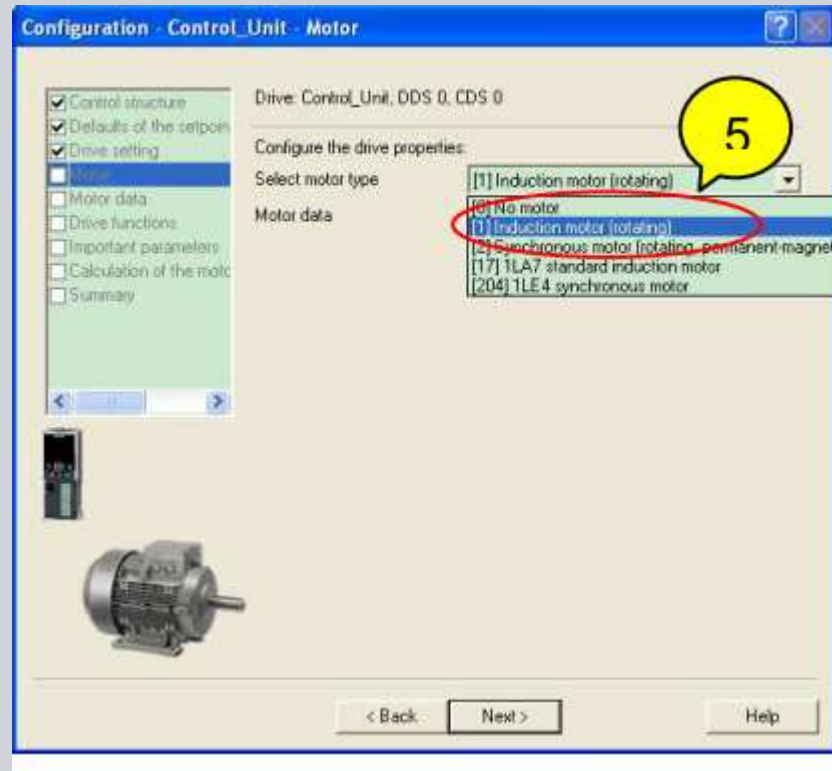 Configuration - Control_Unit - Motor
?
Control structure
Defaults of the setpoin
Drive setting
Motor
Motor data
Drive functions
Important parameters
Calculation of the moto
Summary
Drive: Control_Unit, DDS 0, CDS 0
Configure the drive properties:
Select motor type
[1] Induction motor (rotating)
5
Motor data
[0] No motor
[1] Induction motor (rotating)
[2] Synchronous motor (rotating, permanent-magnet
[17] 1LA7 standard induction motor
[204] 1LE4 synchronous motor
< Back
Next >
Help